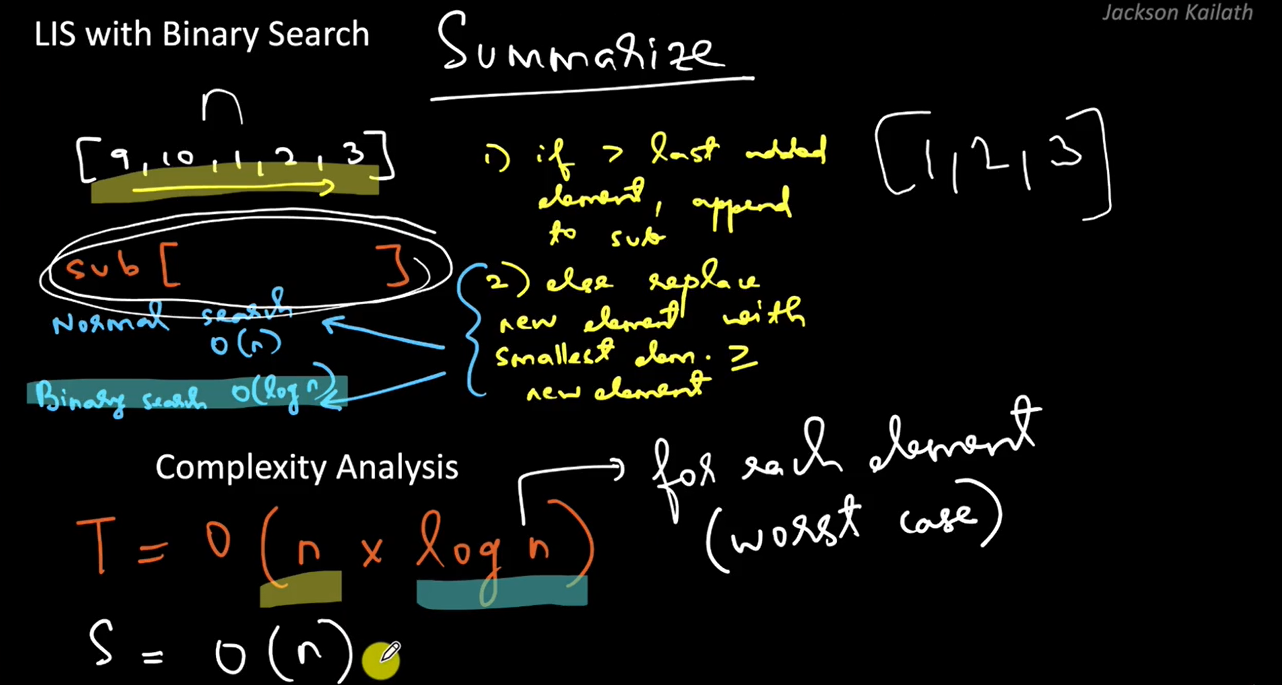 Jackson Kailath
LIS with Binary Search
Summarize
n
[9, 10, 1, 2, 3]
sub [ ]
Normal search
O(n)
Binary search O(log n)
1) if > last added
element, append
to sub
2) else replace
new element with
smallest elem. ≥
new element
[1, 2, 3]
Complexity Analysis
T = O(n x log n)
for each element
(worst case)
S = O(n)